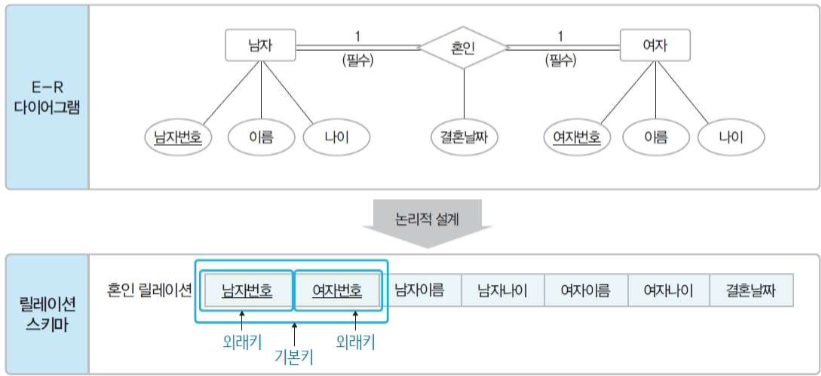 E-R
다이어그램
남자
1
(필수)
혼인
1
(필수)
여자
남자번호
이름
나이
결혼날짜
여자번호
이름
나이
논리적 설계
릴레이션
스키마
혼인 릴레이션
남자번호
여자번호
남자이름
남자나이
여자이름
여자나이
결혼날짜
외래키
기본키
외래키